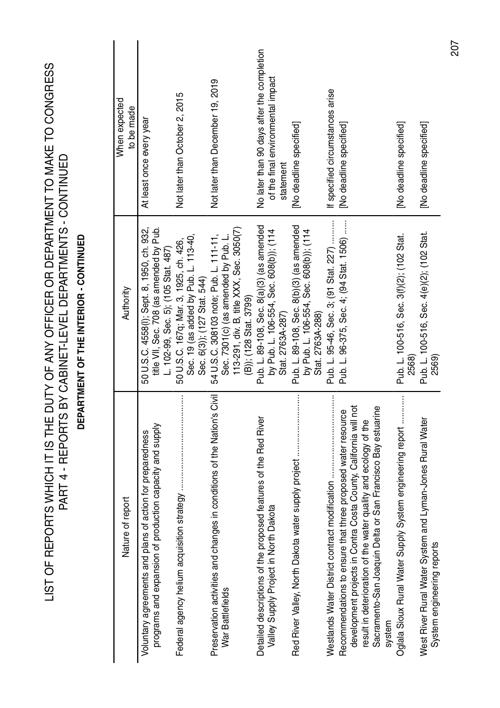 LIST OF REPORTS WHICH IT IS THE DUTY OF ANY OFFICER OR DEPARTMENT TO MAKE TO CONGRESS
PART 4 - REPORTS BY CABINET-LEVEL DEPARTMENTS - CONTINUED
DEPARTMENT OF THE INTERIOR - CONTINUED
Nature of report
Authority
When expected
to be made
Voluntary agreements and plans of action for preparedness
programs and expansion of production capacity and supply
50 U.S.C. 4558(l); Sept. 8, 1950, ch. 932,
title VII, Sec. 708 (as amended by Pub.
L. 102-99, Sec. 5); (105 Stat. 487)
At least once every year
Federal agency helium acquisition strategy
50 U.S.C. 167q; Mar. 3, 1925, ch. 426,
Sec. 19 (as added by Pub. L. 113-40,
Sec. 6(3)); (127 Stat. 544)
Not later than October 2, 2015
Preservation activities and changes in conditions of the Nation's Civil
War Battlefields
54 U.S.C. 308103 note; Pub. L. 111-11,
Sec. 7301(c) (as amended by Pub. L.
113-291, div. B, title XXX, Sec. 3050(7)
(B)); (128 Stat. 3799)
Not later than December 19, 2019
Detailed descriptions of the proposed features of the Red River
Valley Supply Project in North Dakota
Pub. L. 89-108, Sec. 8(a)(3) (as amended
by Pub. L. 106-554, Sec. 608(b)); (114
Stat. 2763A-287)
No later than 90 days after the completion
of the final environmental impact
statement
Red River Valley, North Dakota water supply project
Pub. L. 89-108, Sec. 8(b)(3) (as amended
by Pub. L. 106-554, Sec. 608(b)); (114
Stat. 2763A-288)
[No deadline specified]
Westlands Water District contract modification
Pub. L. 95-46, Sec. 3; (91 Stat. 227)
If specified circumstances arise
Recommendations to ensure that three proposed water resource
development projects in Contra Costa County, California will not
result in deterioration of the water quality and ecology of the
Sacramento-San Joaquin Delta or San Francisco Bay estuarine
system
Pub. L. 96-375, Sec. 4; (94 Stat. 1506)
[No deadline specified]
Oglala Sioux Rural Water Supply System engineering report
Pub. L. 100-516, Sec. 3(f)(2); (102 Stat.
2568)
[No deadline specified]
West River Rural Water System and Lyman-Jones Rural Water
System engineering reports
Pub. L. 100-516, Sec. 4(e)(2); (102 Stat.
2569)
[No deadline specified]
207